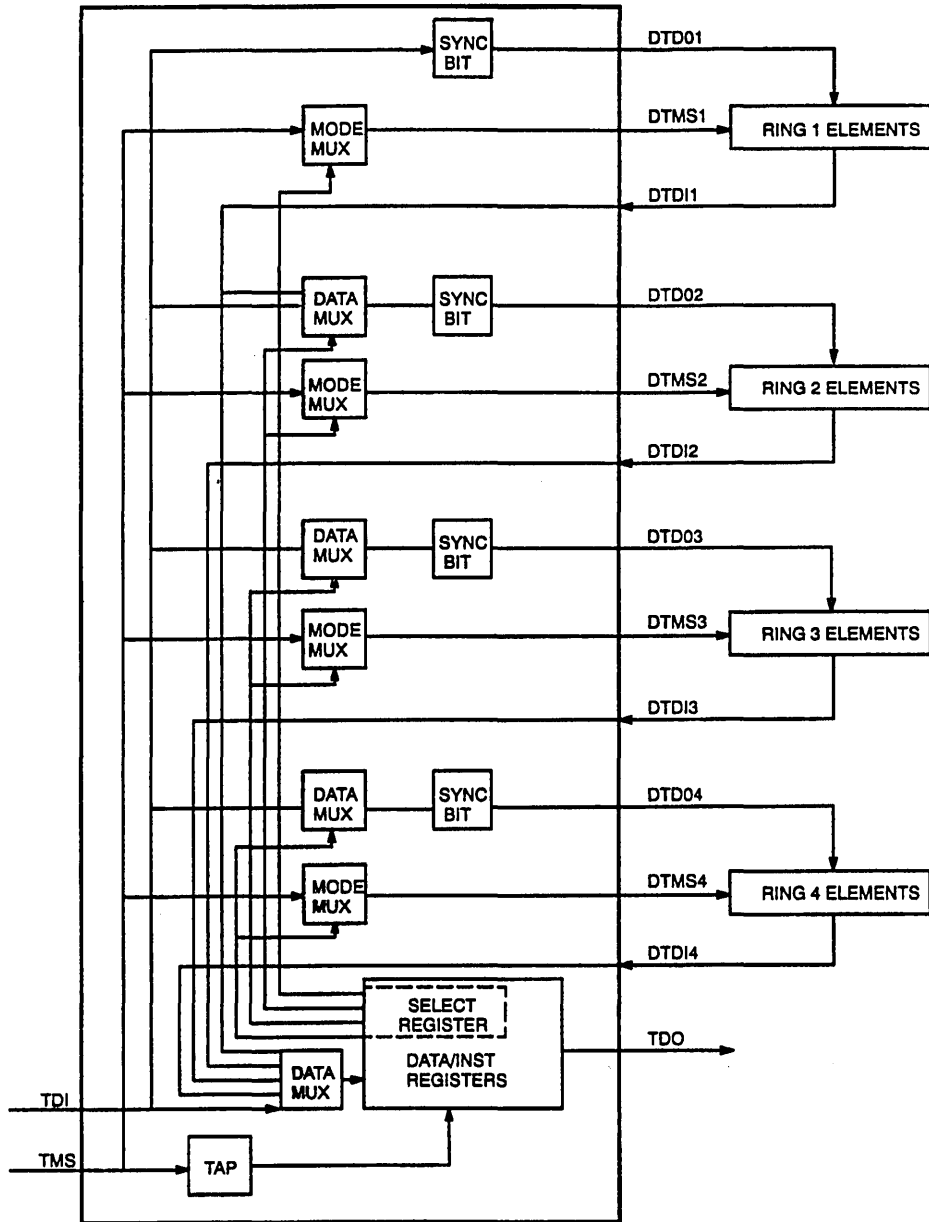 SYNC
BIT
DTD01
MODE
MUX
DTMS1
RING 1 ELEMENTS
DTDI1
DATA
MUX
SYNC
BIT
DTD02
MODE
MUX
DTMS2
RING 2 ELEMENTS
DTDI2
DATA
MUX
SYNC
BIT
DTD03
MODE
MUX
DTMS3
RING 3 ELEMENTS
DTDI3
DATA
MUX
SYNC
BIT
DTD04
MODE
MUX
DTMS4
RING 4 ELEMENTS
DTDI4
SELECT
REGISTER
DATA/INST
REGISTERS
TDO
DATA
MUX
TDI
TMS
TAP